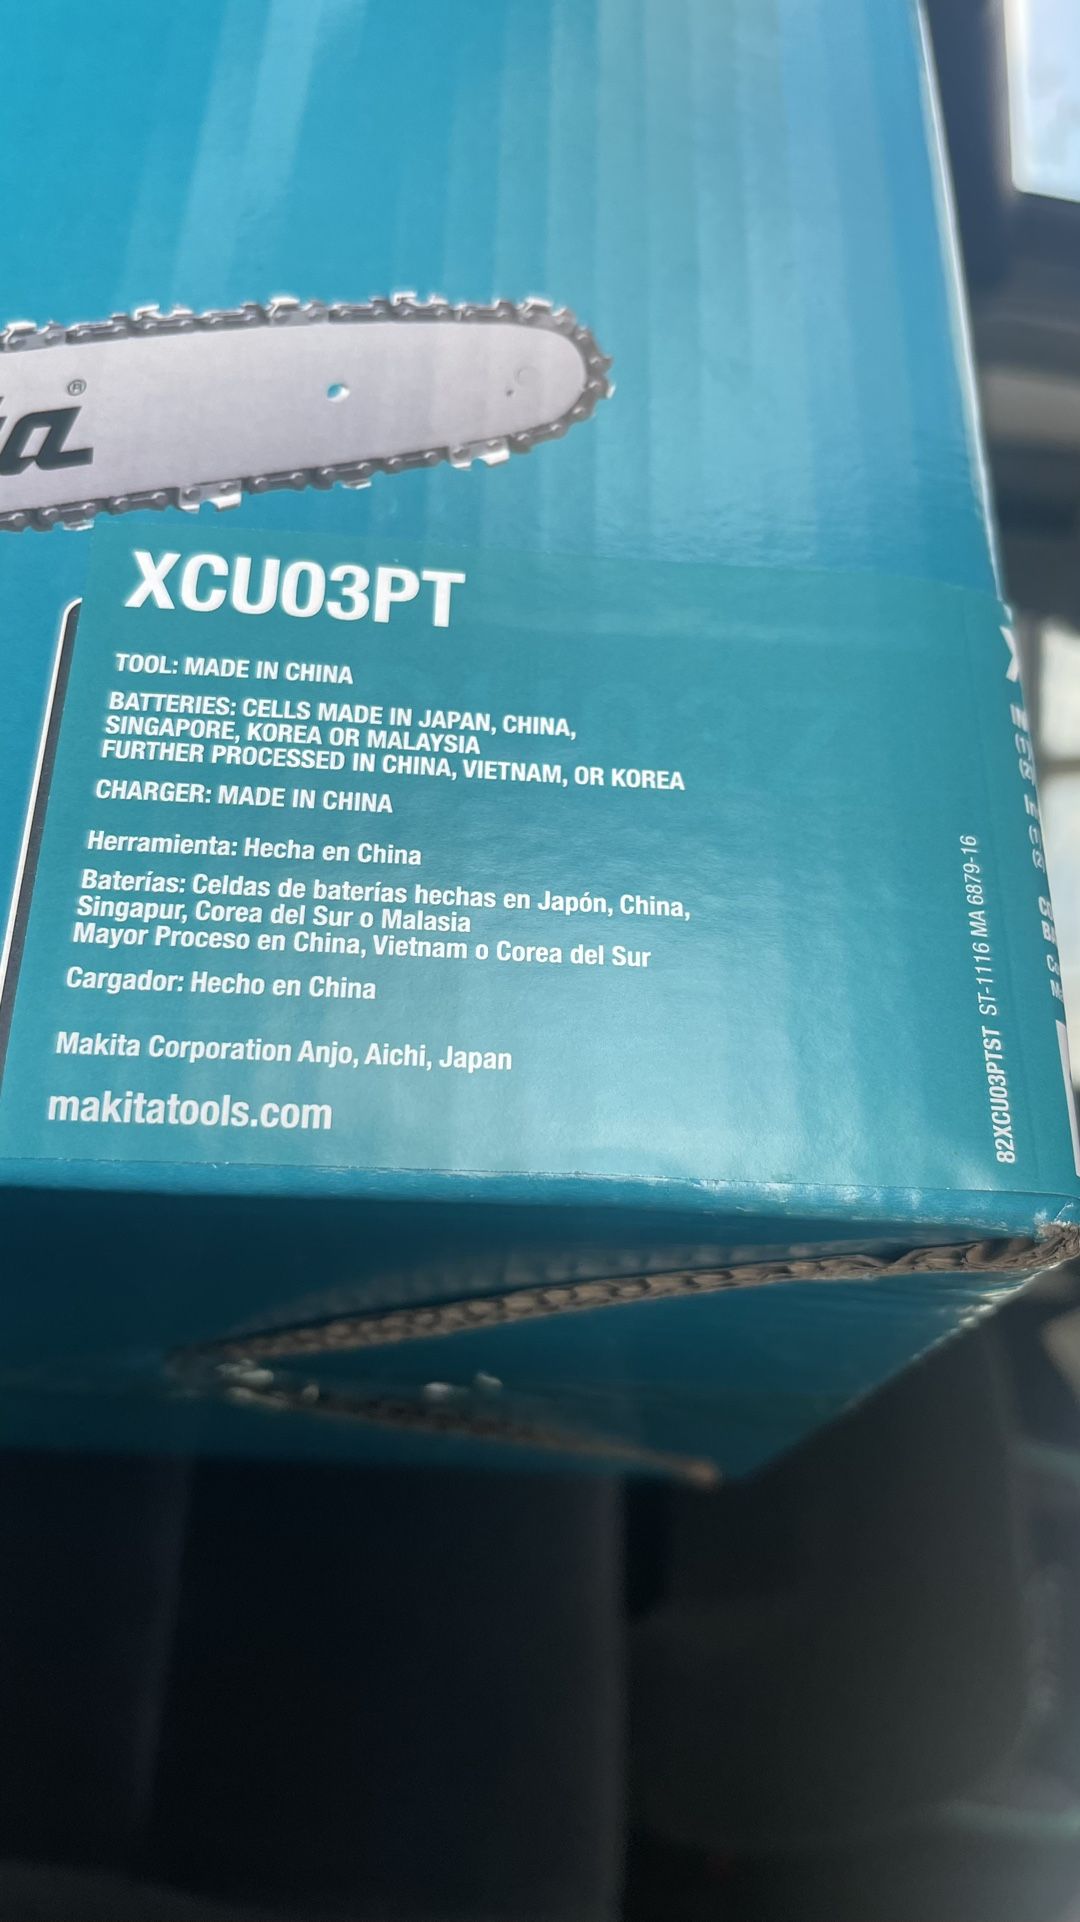 ®
XCU03PT
TOOL: MADE IN CHINA
BATTERIES: CELLS MADE IN JAPAN, CHINA,
SINGAPORE, KOREA OR MALAYSIA
FURTHER PROCESSED IN CHINA, VIETNAM, OR KOREA
CHARGER: MADE IN CHINA
Herramienta: Hecha en China
Baterías: Celdas de baterías hechas en Japón, China,
Singapur, Corea del Sur o Malasia
Mayor Proceso en China, Vietnam o Corea del Sur
Cargador: Hecho en China
Makita Corporation Anjo, Aichi, Japan
makitatools.com
82XCU03PTST ST-1116 MA 6879-16